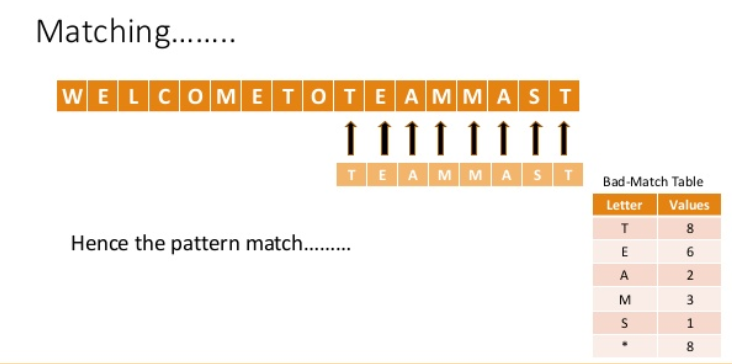 Matching........
W E L C O M E T O T E A M M A S T
T E A M M A S T
Bad-Match Table
Letter Values
T 8
E 6
A 2
M 3
S 1
* 8
Hence the pattern match.........